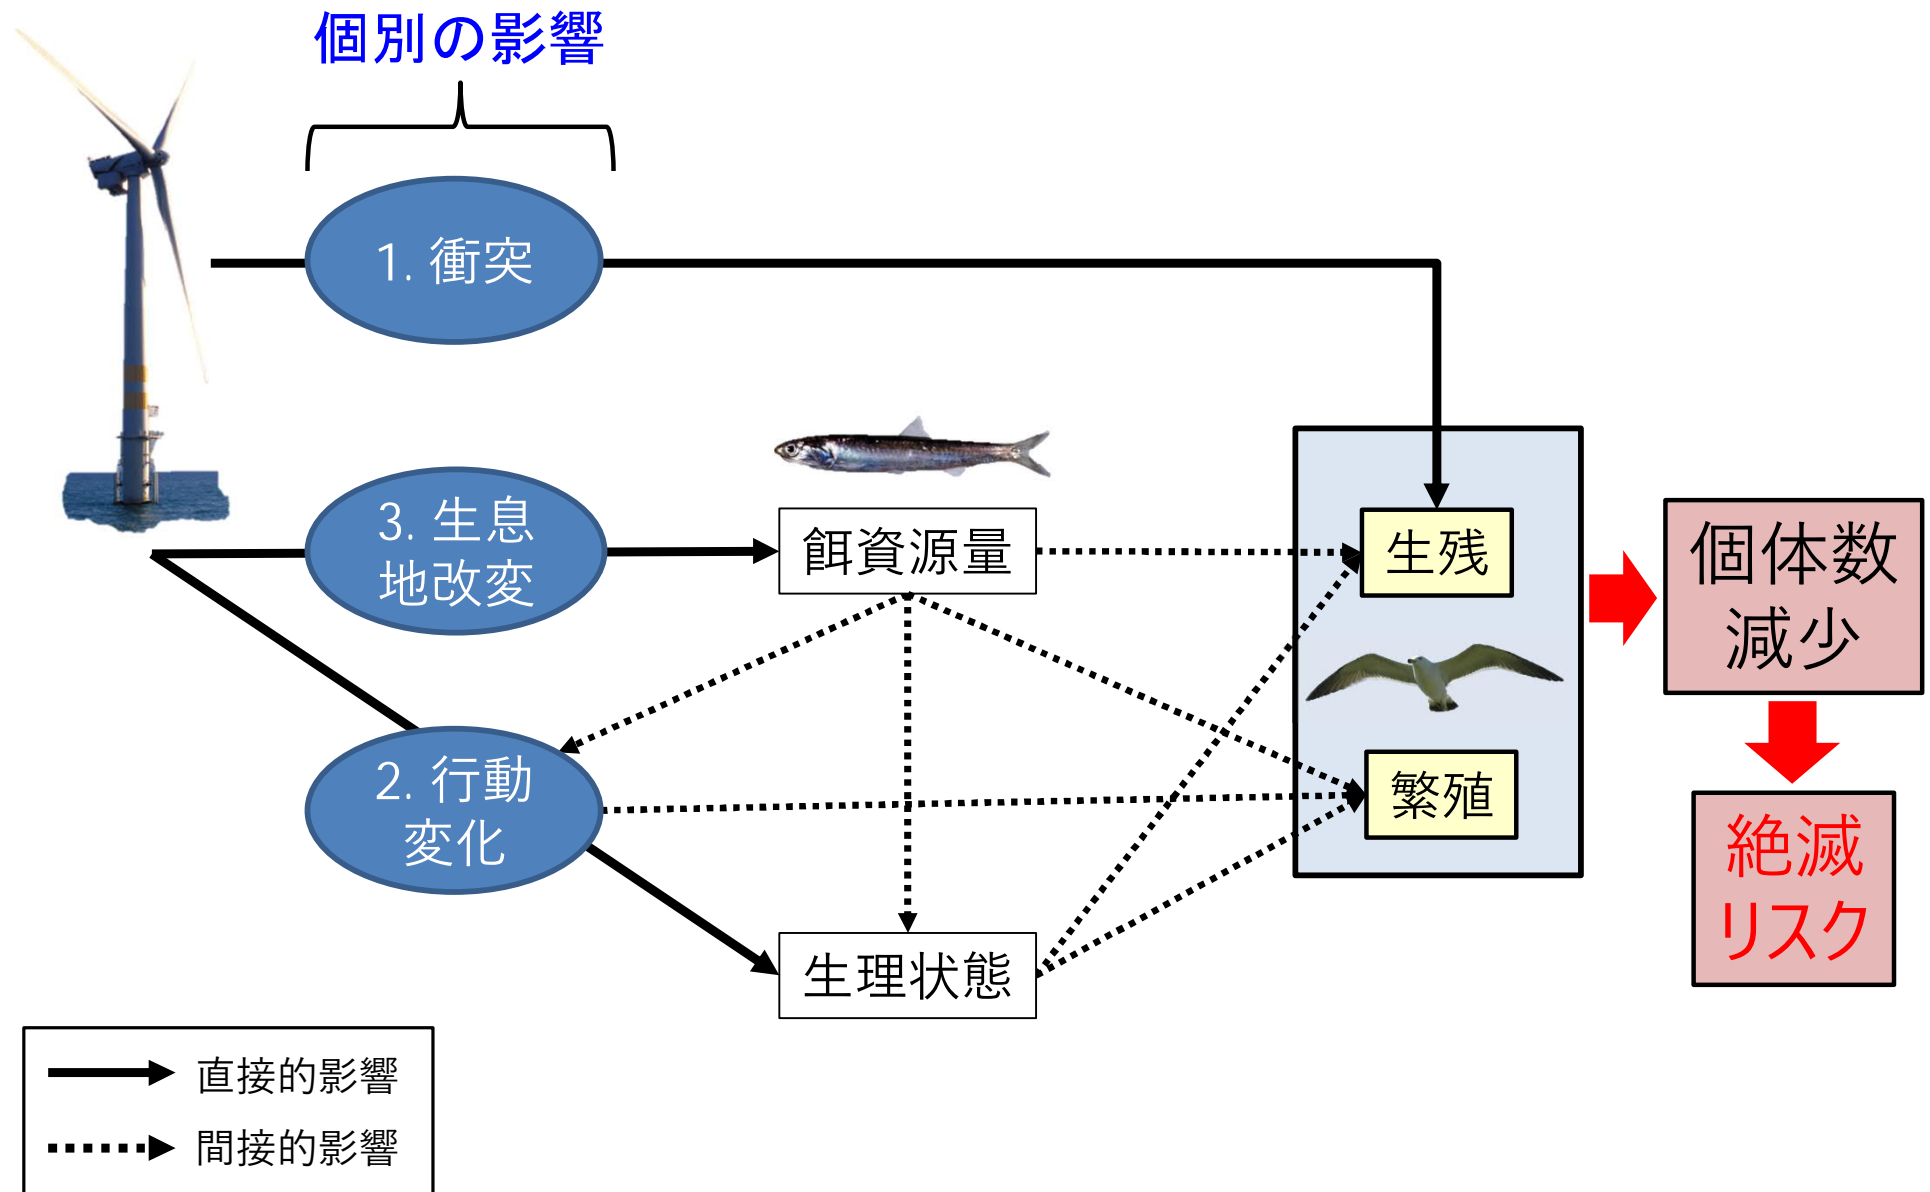 個別の影響
1. 衝突
3. 生息
地改変
餌資源量
生残
個体数
減少
2. 行動
変化
繁殖
絶滅
リスク
生理状態
直接的影響
間接的影響